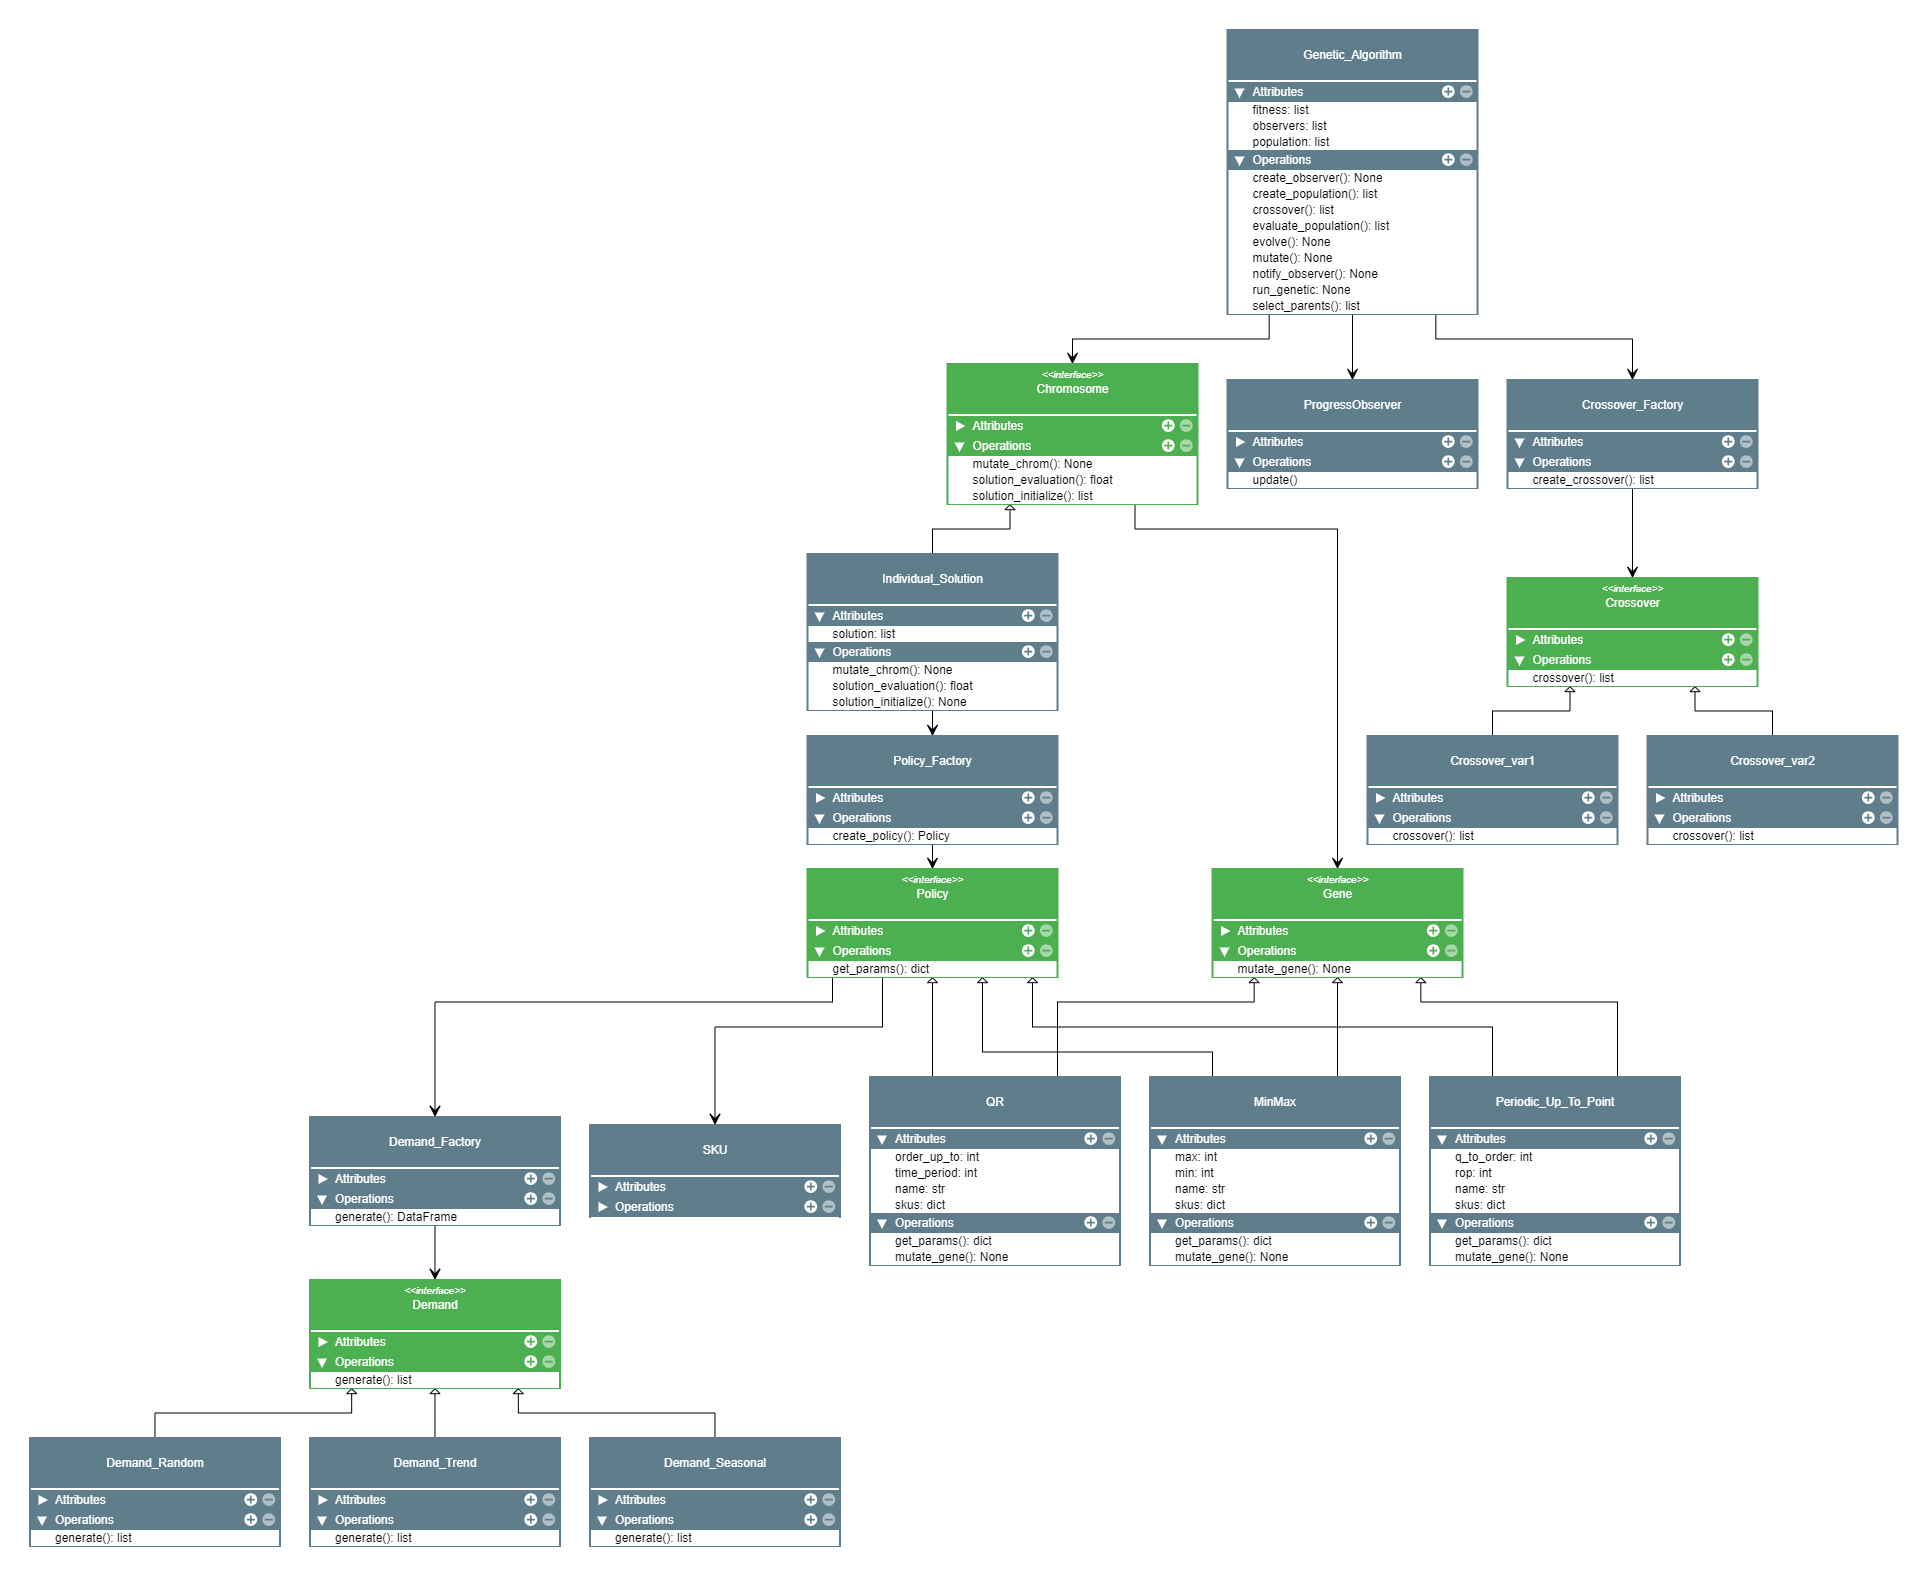 Genetic_Algorithm
Attributes
fitness: list
observers: list
population: list
Operations
create_observer(): None
create_population(): list
crossover(): list
evaluate_population(): list
evolve(): None
mutate(): None
notify_observer(): None
run_genetic: None
select_parents(): list
<<interface>>
Chromosome
Attributes
Operations
mutate_chrom(): None
solution_evaluation(): float
solution_initialize(): list
ProgressObserver
Attributes
Operations
update()
Crossover_Factory
Attributes
Operations
create_crossover(): list
Individual_Solution
Attributes
solution: list
Operations
mutate_chrom(): None
solution_evaluation(): float
solution_initialize(): None
<<interface>>
Crossover
Attributes
Operations
crossover(): list
Policy_Factory
Attributes
Operations
create_policy(): Policy
Crossover_var1
Attributes
Operations
crossover(): list
Crossover_var2
Attributes
Operations
crossover(): list
<<interface>>
Policy
Attributes
Operations
get_params(): dict
<<interface>>
Gene
Attributes
Operations
mutate_gene(): None
Demand_Factory
Attributes
Operations
generate(): DataFrame
SKU
Attributes
Operations
QR
Attributes
order_up_to: int
time_period: int
name: str
skus: dict
Operations
get_params(): dict
mutate_gene(): None
MinMax
Attributes
max: int
min: int
name: str
skus: dict
Operations
get_params(): dict
mutate_gene(): None
Periodic_Up_To_Point
Attributes
q_to_order: int
rop: int
name: str
skus: dict
Operations
get_params(): dict
mutate_gene(): None
<<interface>>
Demand
Attributes
Operations
generate(): list
Demand_Random
Attributes
Operations
generate(): list
Demand_Trend
Attributes
Operations
generate(): list
Demand_Seasonal
Attributes
Operations
generate(): list